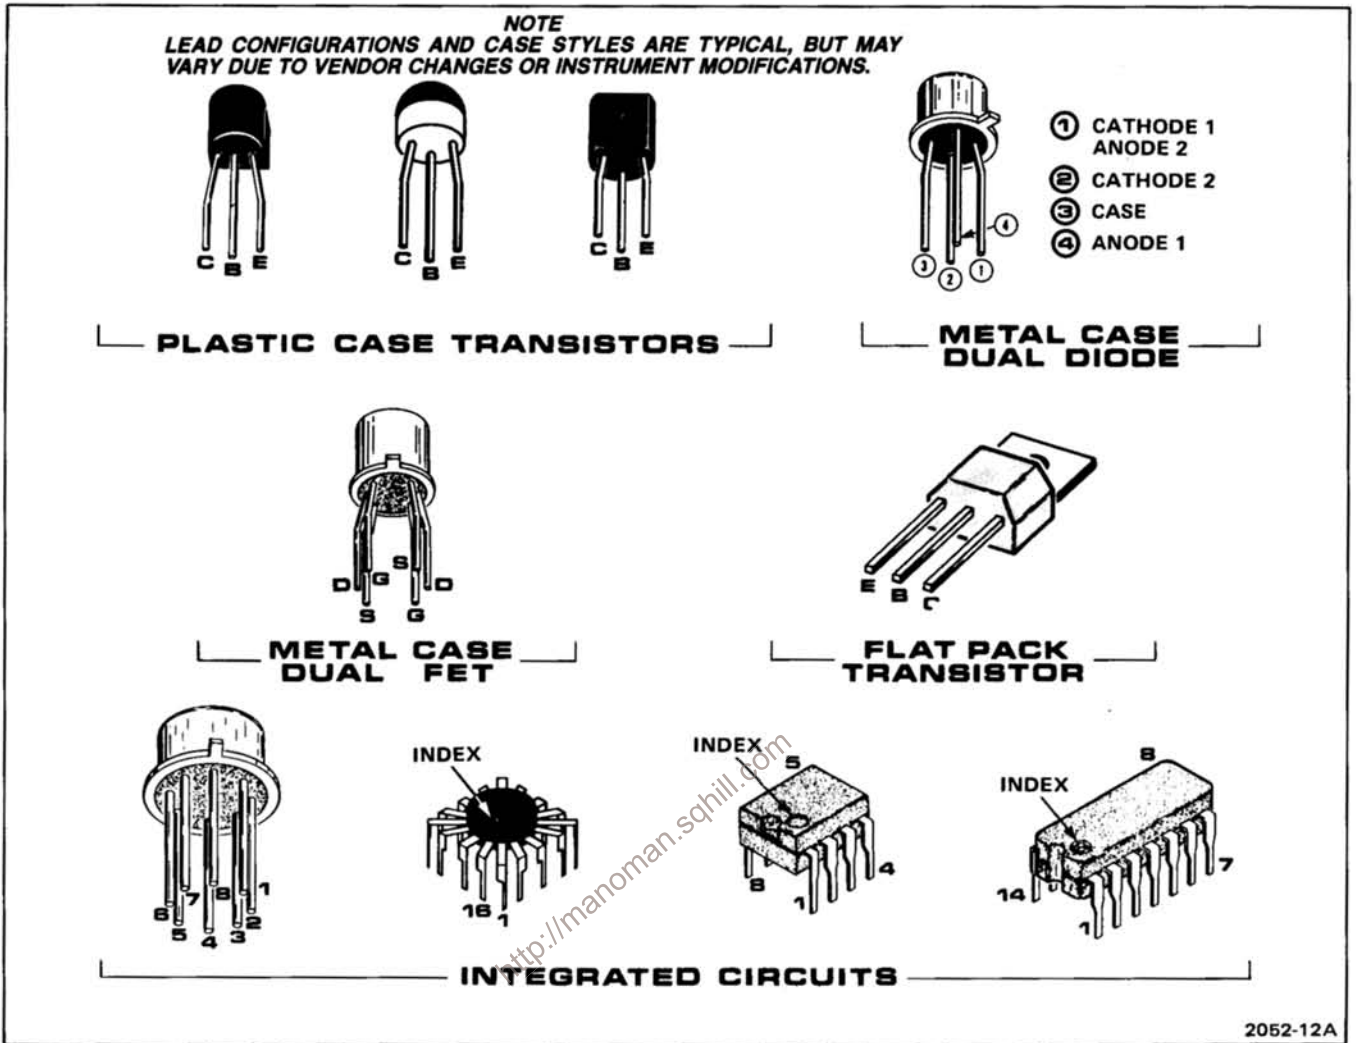 NOTE
LEAD CONFIGURATIONS AND CASE STYLES ARE TYPICAL, BUT MAY
VARY DUE TO VENDOR CHANGES OR INSTRUMENT MODIFICATIONS.
C B E
C B E
C B E
3 2 1 4
1 CATHODE 1
ANODE 2
2 CATHODE 2
3 CASE
4 ANODE 1
PLASTIC CASE TRANSISTORS
METAL CASE
DUAL DIODE
D S G S G D
E B C
METAL CASE
DUAL FET
FLAT PACK
TRANSISTOR
6 5 7 4 8 3 2 1
INDEX
16 1
INDEX
5
8 1 4
INDEX
8
14 1 7
http://manoman.sqhill.com
INTEGRATED CIRCUITS
2052-12A